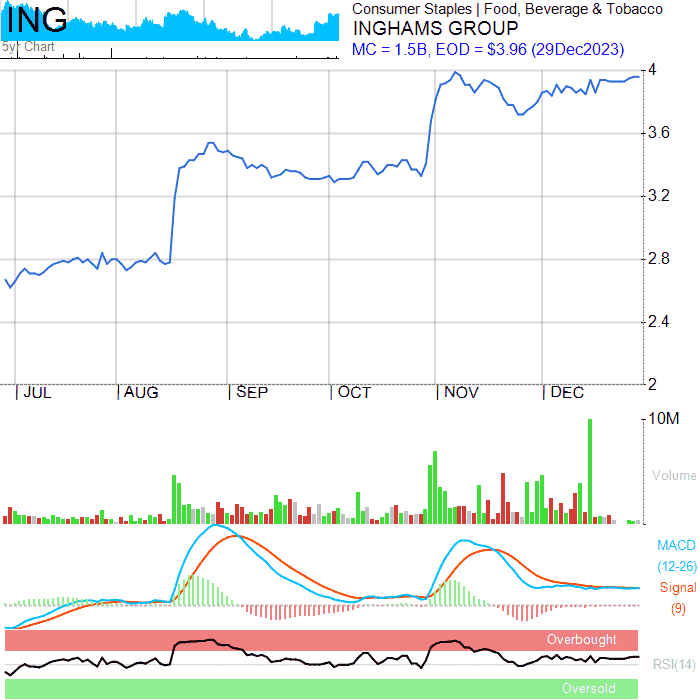 ING
5yr Chart
Consumer Staples | Food, Beverage & Tobacco
INGHAMS GROUP
MC = 1.5B, EOD = $3.96 (29Dec2023)
4
3.6
3.2
2.8
2.4
2
JUL AUG SEP OCT NOV DEC
10M
Volume
MACD
(12-26)
Signal
(9)
Overbought
RSI(14)
Oversold